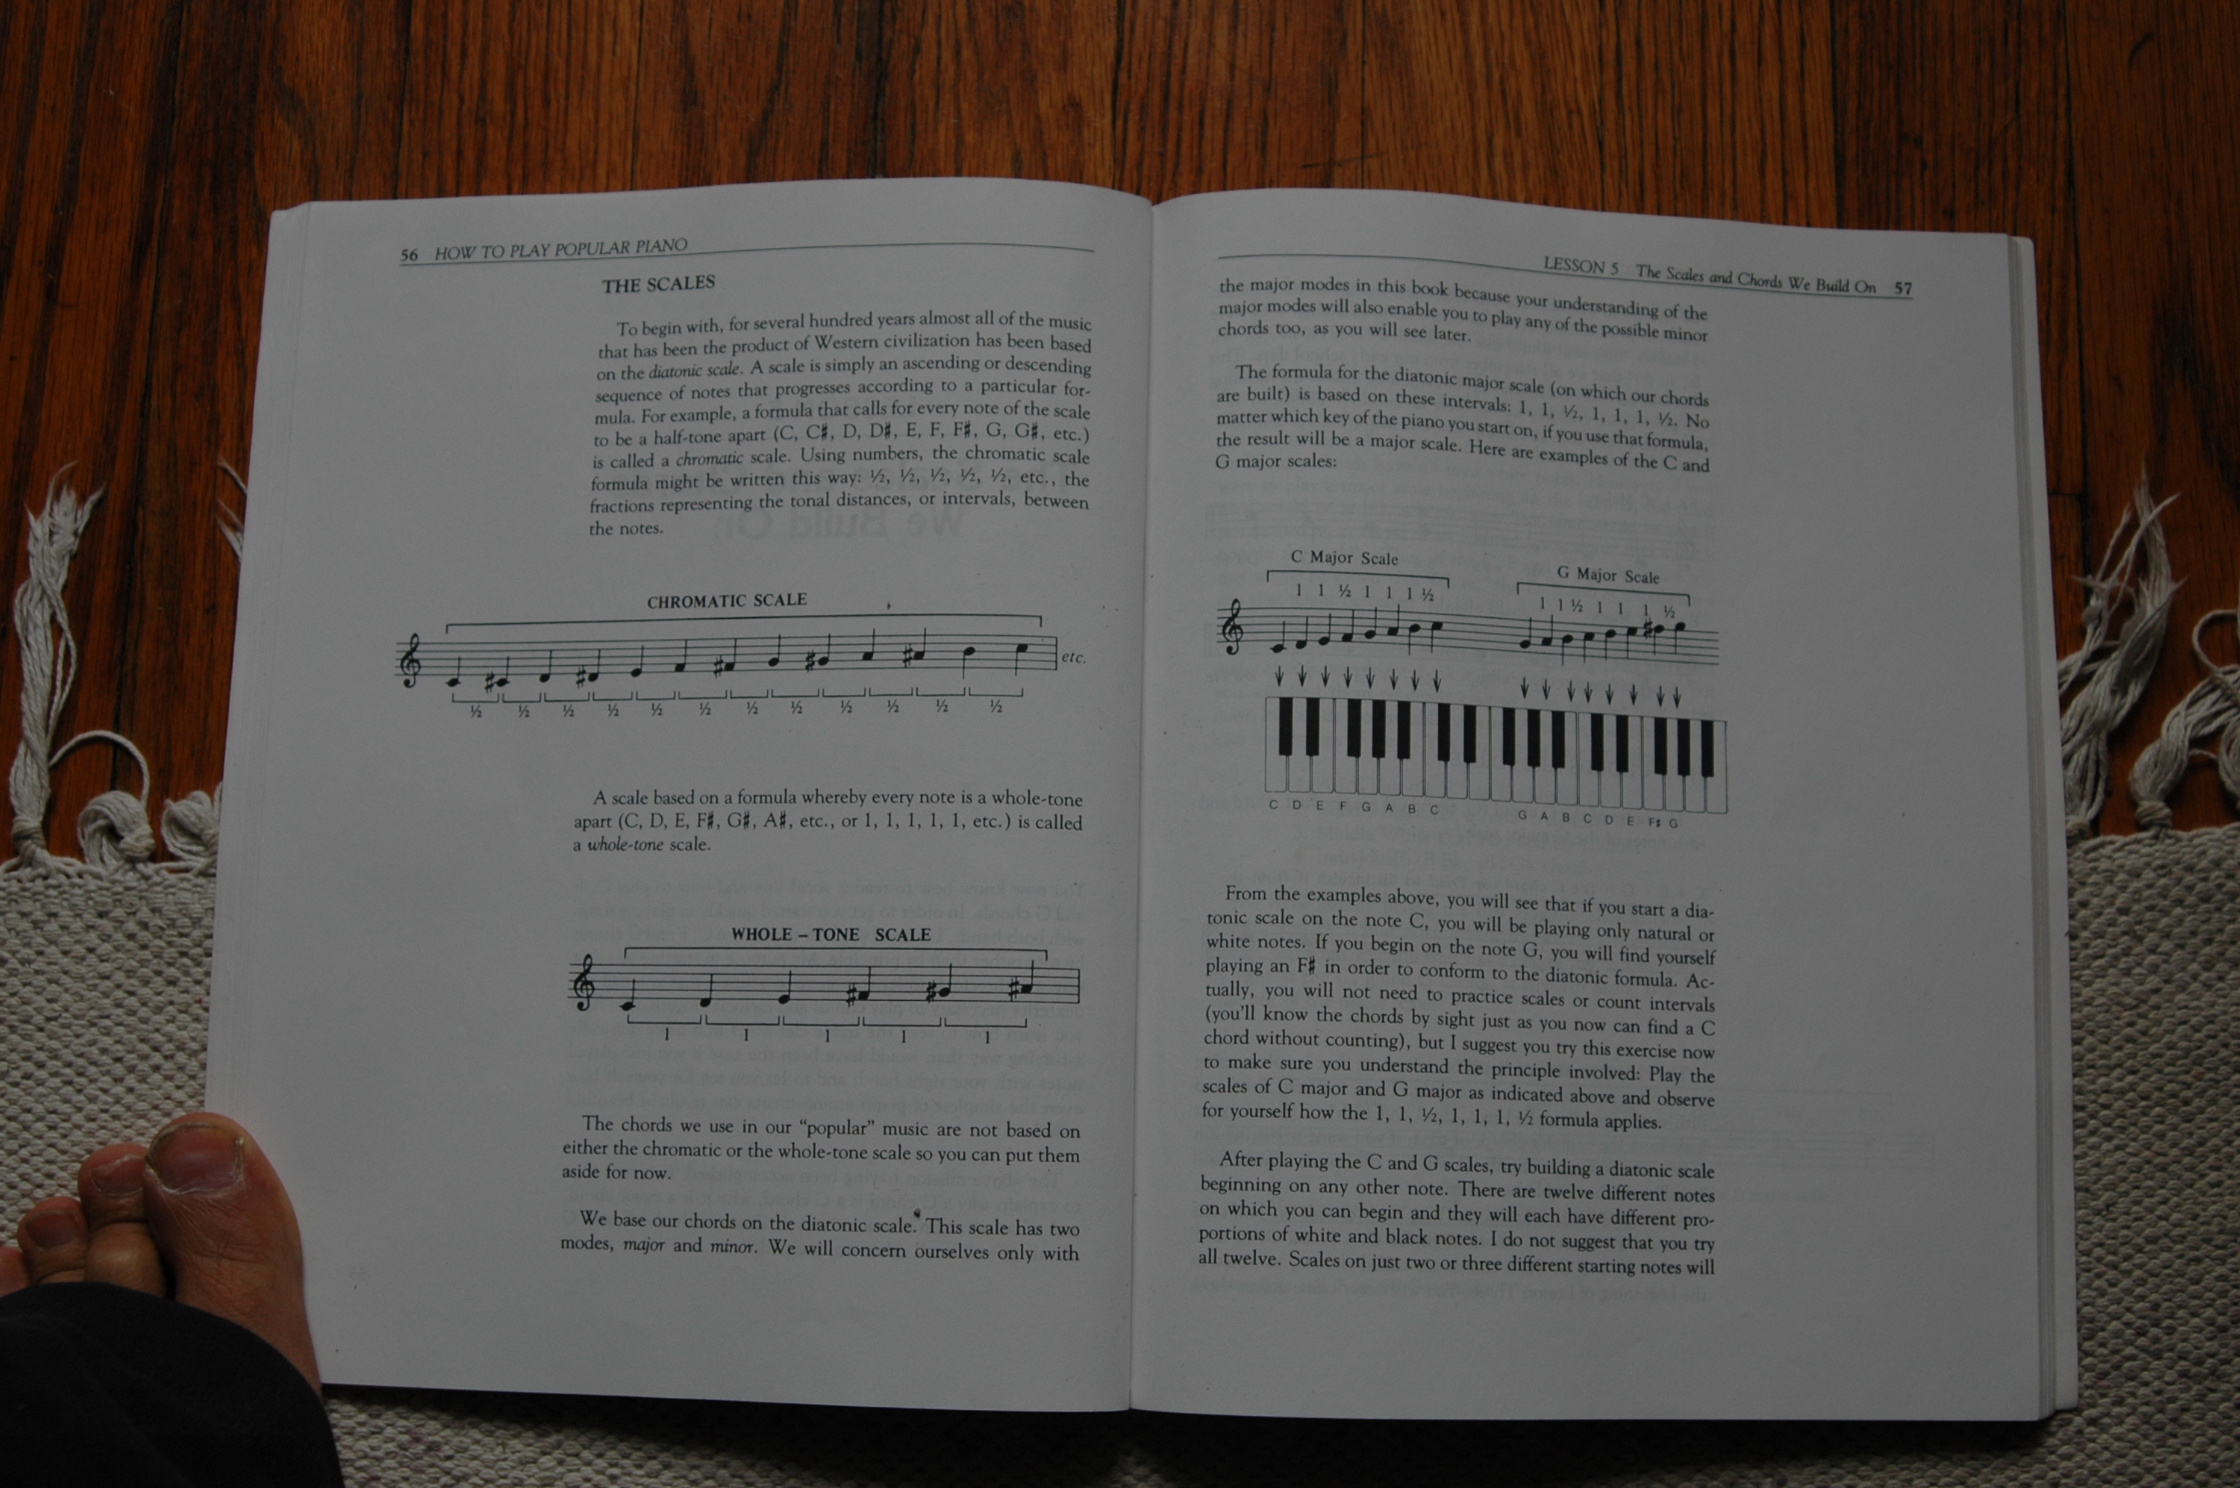 56 HOW TO PLAY POPULAR PIANO
THE SCALES
To begin with, for several hundred years almost all of the music
that has been the product of Western civilization has been based
on the diatonic scale. A scale is simply an ascending or descending
sequence of notes that progresses according to a particular for-
mula. For example, a formula that calls for every note of the scale
to be a half-tone apart (C, C♯, D, D♯, E, F, F♯, G, G♯, etc.)
is called a chromatic scale. Using numbers, the chromatic scale
formula might be written this way: ½, ½, ½, ½, ½, etc., the
fractions representing the tonal distances, or intervals, between
the notes.
CHROMATIC SCALE
etc.
½ ½ ½ ½ ½ ½ ½ ½ ½ ½ ½ ½
A scale based on a formula whereby every note is a whole-tone
apart (C, D, E, F♯, G♯, A♯, etc., or 1, 1, 1, 1, 1, etc.) is called
a whole-tone scale.
WHOLE – TONE SCALE
1 1 1 1 1
The chords we use in our “popular” music are not based on
either the chromatic or the whole-tone scale so you can put them
aside for now.
We base our chords on the diatonic scale. This scale has two
modes, major and minor. We will concern ourselves only with
LESSON 5 The Scales and Chords We Build On 57
the major modes in this book because your understanding of the
major modes will also enable you to play any of the possible minor
chords too, as you will see later.
The formula for the diatonic major scale (on which our chords
are built) is based on these intervals: 1, 1, ½, 1, 1, 1, ½. No
matter which key of the piano you start on, if you use that formula,
the result will be a major scale. Here are examples of the C and
G major scales:
C Major Scale
1 1 ½ 1 1 1 ½
G Major Scale
1 1 ½ 1 1 1 ½
C D E F G A B C
G A B C D E F♯ G
From the examples above, you will see that if you start a dia-
tonic scale on the note C, you will be playing only natural or
white notes. If you begin on the note G, you will find yourself
playing an F♯ in order to conform to the diatonic formula. Ac-
tually, you will not need to practice scales or count intervals
(you'll know the chords by sight just as you now can find a C
chord without counting), but I suggest you try this exercise now
to make sure you understand the principle involved: Play the
scales of C major and G major as indicated above and observe
for yourself how the 1, 1, ½, 1, 1, 1, ½ formula applies.
After playing the C and G scales, try building a diatonic scale
beginning on any other note. There are twelve different notes
on which you can begin and they will each have different pro-
portions of white and black notes. I do not suggest that you try
all twelve. Scales on just two or three different starting notes will